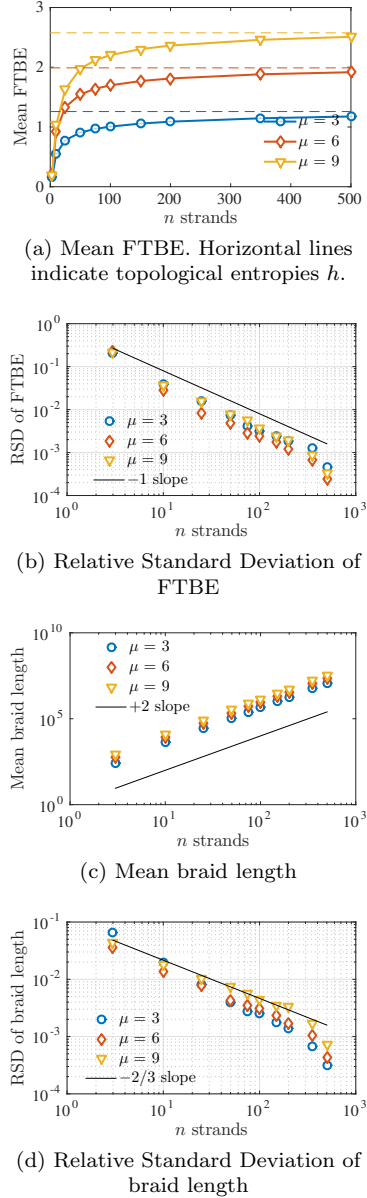 3
2
1
0
Mean FTBE
μ = 3
μ = 6
μ = 9
0 100 200 300 400 500
n strands
(a) Mean FTBE. Horizontal lines
indicate topological entropies h.
10^0
10^-1
10^-2
10^-3
10^-4
RSD of FTBE
μ = 3
μ = 6
μ = 9
−1 slope
10^0 10^1 10^2 10^3
n strands
(b) Relative Standard Deviation of
FTBE
10^10
10^5
10^0
Mean braid length
μ = 3
μ = 6
μ = 9
+2 slope
10^0 10^1 10^2 10^3
n strands
(c) Mean braid length
10^-1
10^-2
10^-3
10^-4
RSD of braid length
μ = 3
μ = 6
μ = 9
−2/3 slope
10^0 10^1 10^2 10^3
n strands
(d) Relative Standard Deviation of
braid length